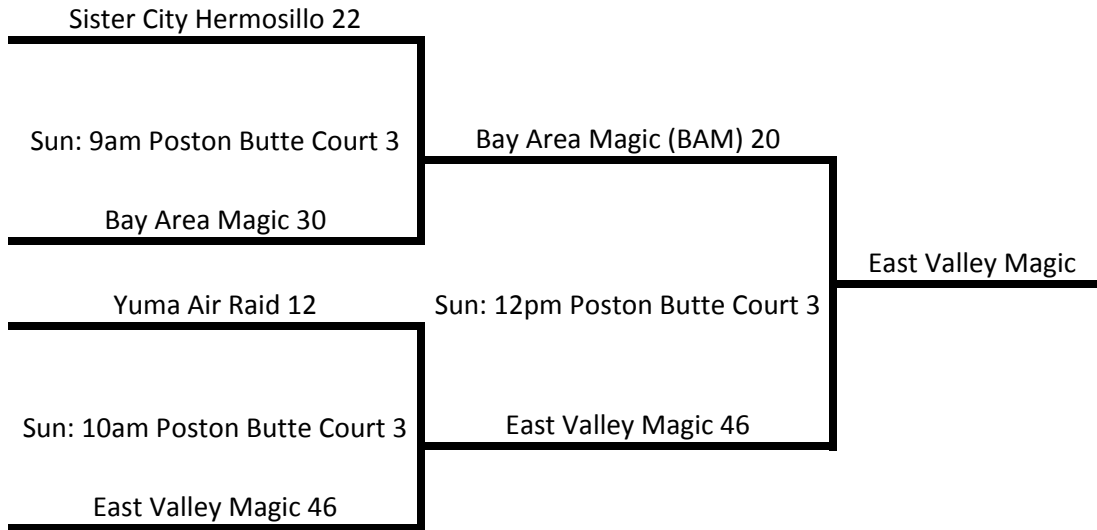 Sister City Hermosillo 22
Sun: 9am Poston Butte Court 3
Bay Area Magic (BAM) 20
Bay Area Magic 30
East Valley Magic
Yuma Air Raid 12
Sun: 12pm Poston Butte Court 3
Sun: 10am Poston Butte Court 3
East Valley Magic 46
East Valley Magic 46